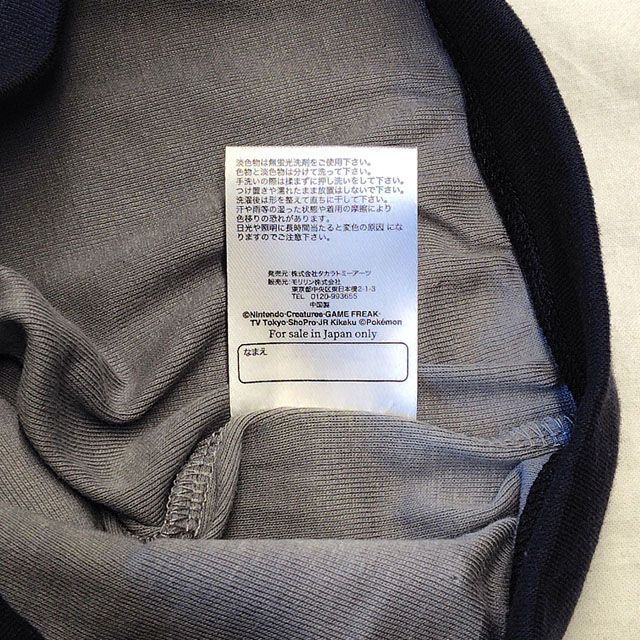 淡色物は無蛍光洗剤をご使用下さい。
色物と淡色物は分けて洗って下さい。
手洗いの際は揉まずに押し洗いをして下さい。
つけ置きや濡れたまま放置はしないで下さい。
洗濯後は形を整えて直ちに干して下さい。
汗や雨等の湿った状態や着用の摩擦により
色移りの恐れがあります。
日光や照明に長時間当たると変色の原因 にな
りますのでご注意下さい。
発売元:株式会社タカラトミーアーツ
販売元:モリリン株式会社
東京都中央区東日本橋2-1-3
TEL 0120-993655
中国製
©Nintendo·Creatures·GAME FREAK·
TV Tokyo·ShoPro·JR Kikaku ©Pokémon
For sale in Japan only
なまえ